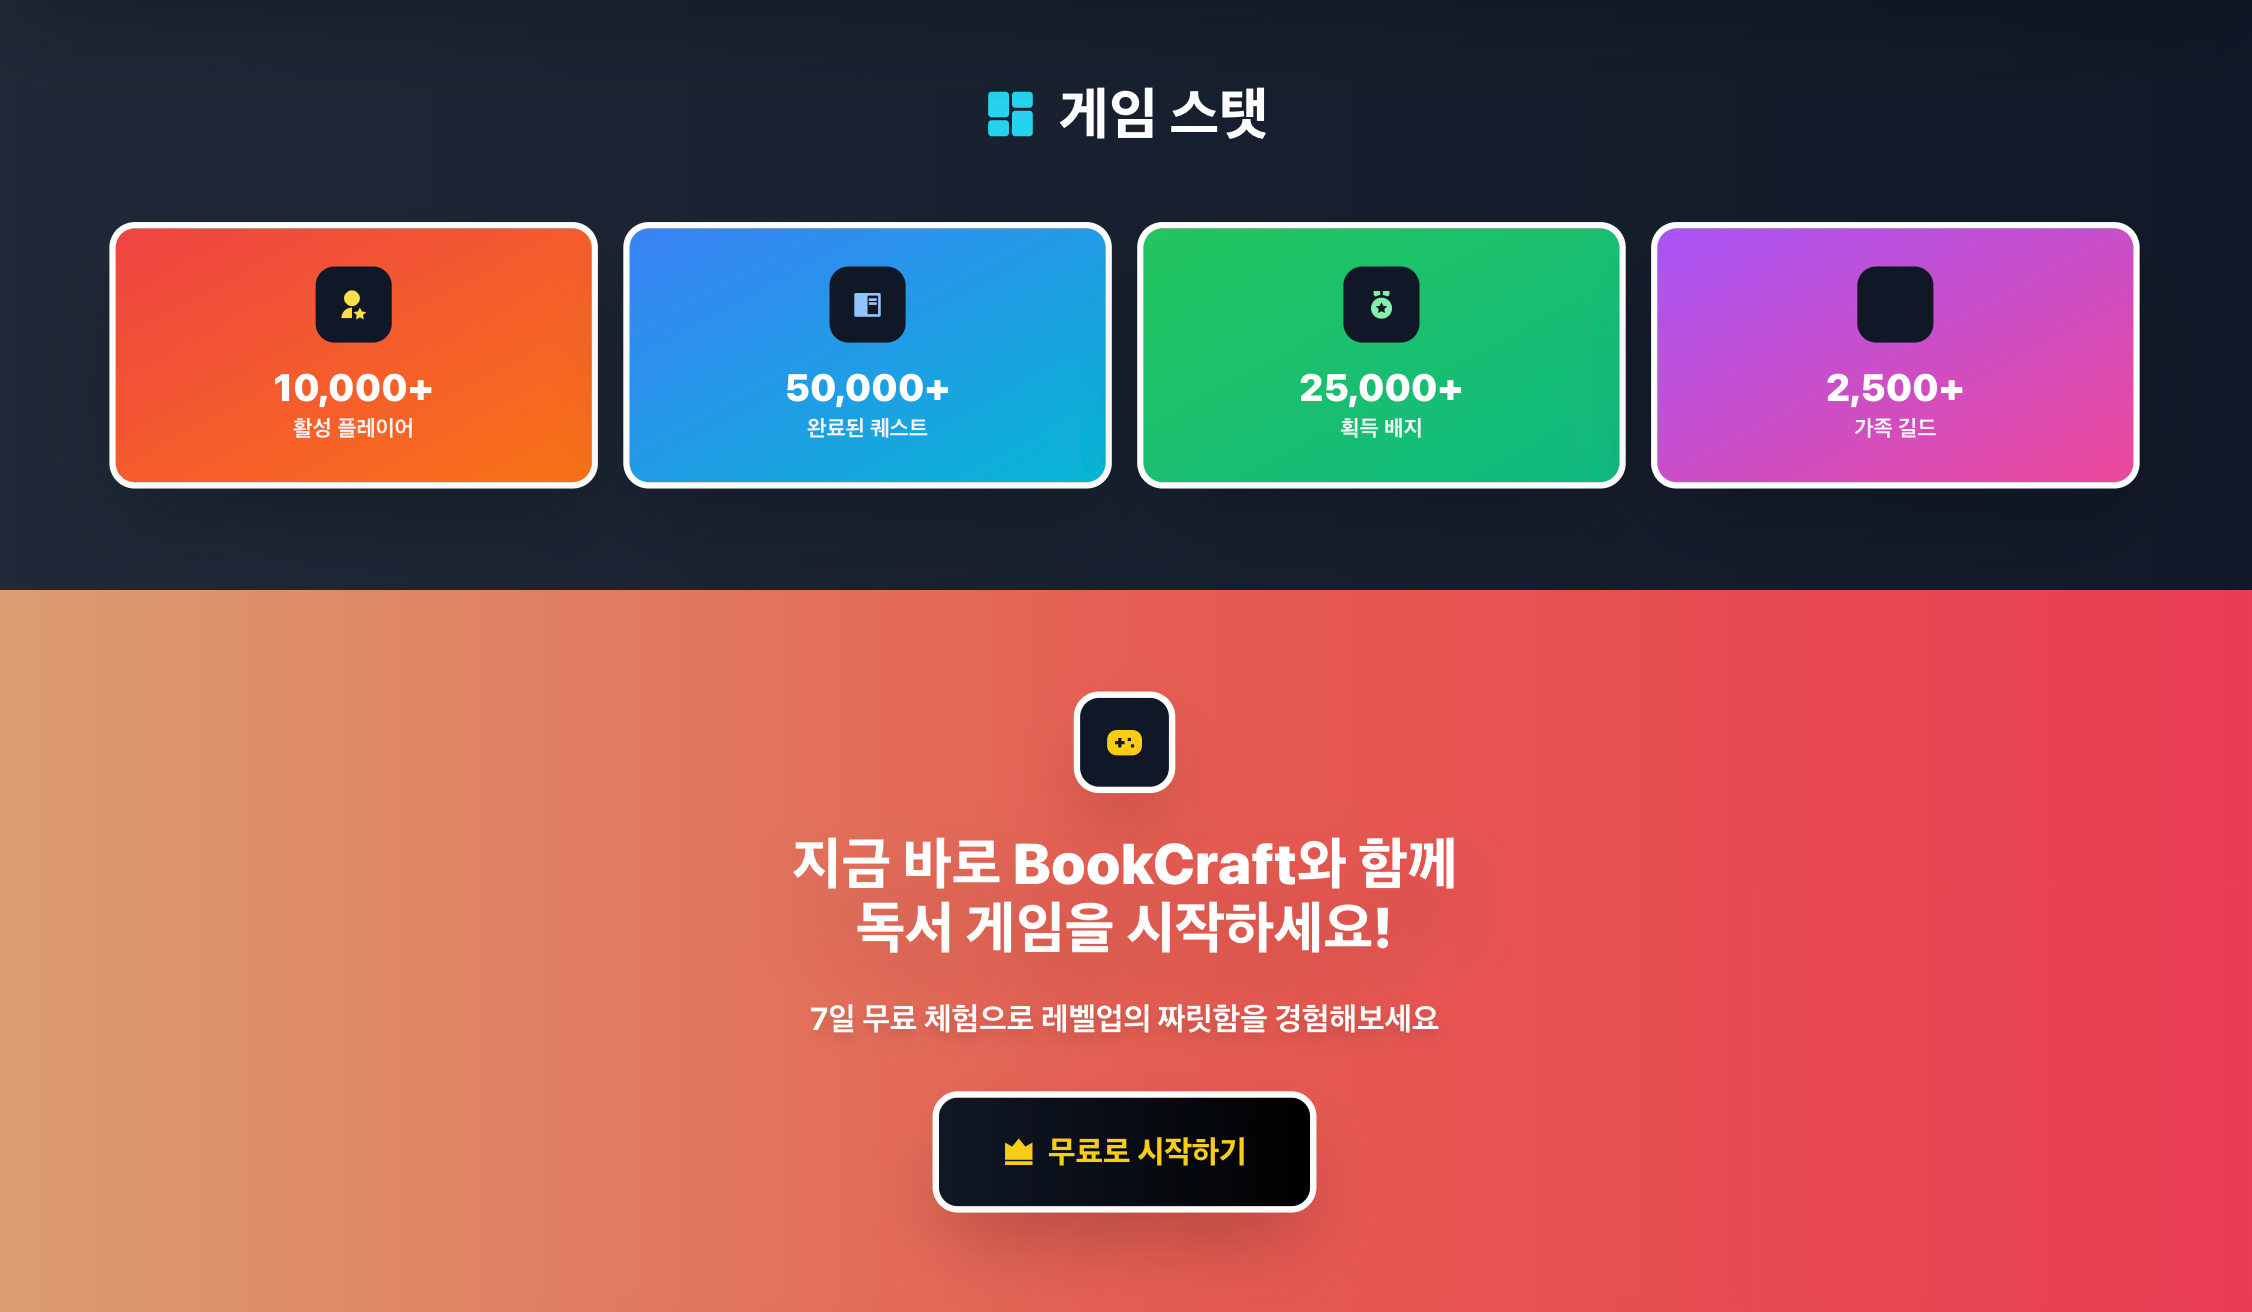 게임 스탯
10,000+
활성 플레이어
50,000+
완료된 퀘스트
25,000+
획득 배지
2,500+
가족 길드
지금 바로 BookCraft와 함께
독서 게임을 시작하세요!
7일 무료 체험으로 레벨업의 짜릿함을 경험해보세요
무료로 시작하기